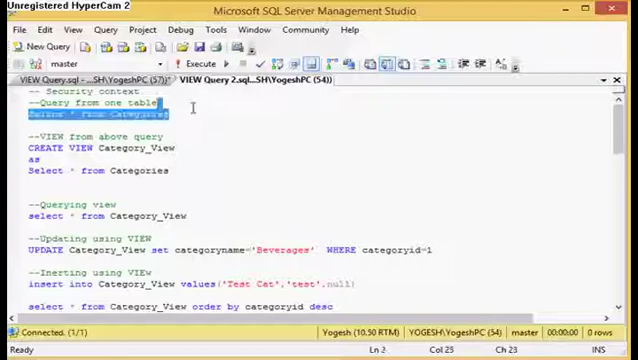 Unregistered HyperCam 2
Microsoft SQL Server Management Studio
File Edit View Query Project Debug Tools Window Community Help
New Query
master Execute
VIEW Query.sql - ...SH\YogeshPC (57))* VIEW Query 2.sql...SH\YogeshPC (54))
-- Security context
--Query from one table
Select * from Categories
--VIEW from above query
CREATE VIEW Category_View
as
Select * from Categories
--Querying view
select * from Category_View
--Updating using VIEW
UPDATE Category_View set categoryname='Beverages' WHERE categoryid=1
--Inerting using VIEw
insert into Category_View values('Test Cat','test',null)
select * from Category_View order by categoryid desc
Connected. (1/1) Yogesh (10.50 RTM) YOGESH\YogeshPC (54) master 00:00:00 0 rows
Ready Ln 3 Col 25 Ch 23 INS